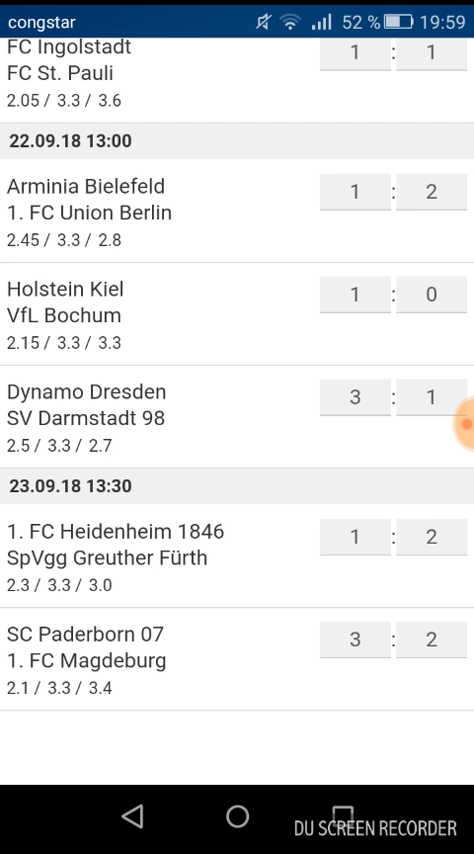 congstar 52 % 19:59
FC Ingolstadt 1 : 1
FC St. Pauli
2.05 / 3.3 / 3.6
22.09.18 13:00
Arminia Bielefeld 1 : 2
1. FC Union Berlin
2.45 / 3.3 / 2.8
Holstein Kiel 1 : 0
VfL Bochum
2.15 / 3.3 / 3.3
Dynamo Dresden 3 : 1
SV Darmstadt 98
2.5 / 3.3 / 2.7
23.09.18 13:30
1. FC Heidenheim 1846 1 : 2
SpVgg Greuther Fürth
2.3 / 3.3 / 3.0
SC Paderborn 07 3 : 2
1. FC Magdeburg
2.1 / 3.3 / 3.4
DU SCREEN RECORDER